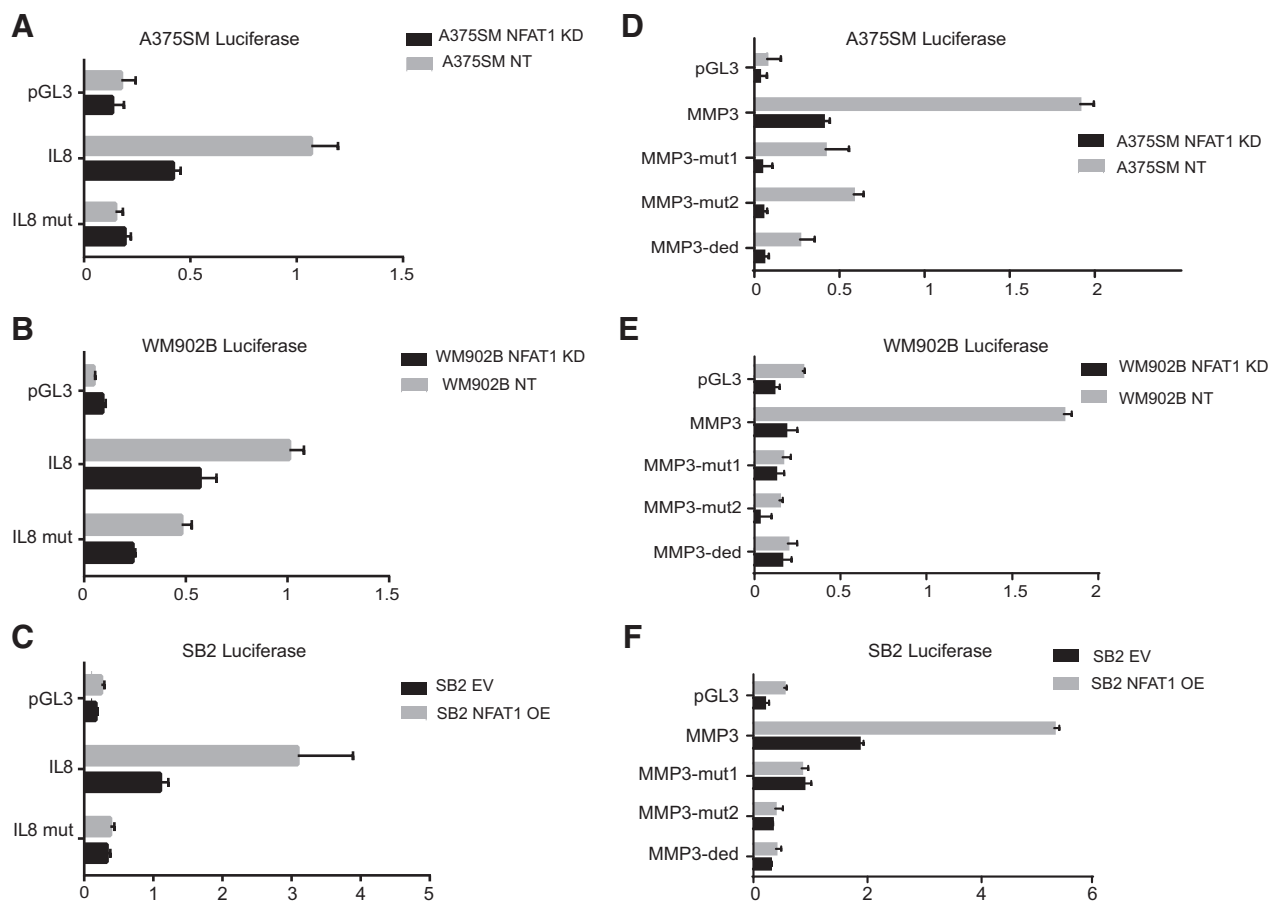 A
A375SM Luciferase
A375SM NFAT1 KD
A375SM NT
pGL3
IL8
IL8 mut
0 0.5 1 1.5
B
WM902B Luciferase
WM902B NFAT1 KD
WM902B NT
pGL3
IL8
IL8 mut
0 0.5 1 1.5
C
SB2 Luciferase
SB2 EV
SB2 NFAT1 OE
pGL3
IL8
IL8 mut
0 1 2 3 4 5
D
A375SM Luciferase
pGL3
MMP3
MMP3-mut1
MMP3-mut2
MMP3-ded
A375SM NFAT1 KD
A375SM NT
0 0.5 1 1.5 2
E
WM902B Luciferase
WM902B NFAT1 KD
WM902B NT
pGL3
MMP3
MMP3-mut1
MMP3-mut2
MMP3-ded
0 0.5 1 1.5 2
F
SB2 Luciferase
SB2 EV
SB2 NFAT1 OE
pGL3
MMP3
MMP3-mut1
MMP3-mut2
MMP3-ded
0 2 4 6